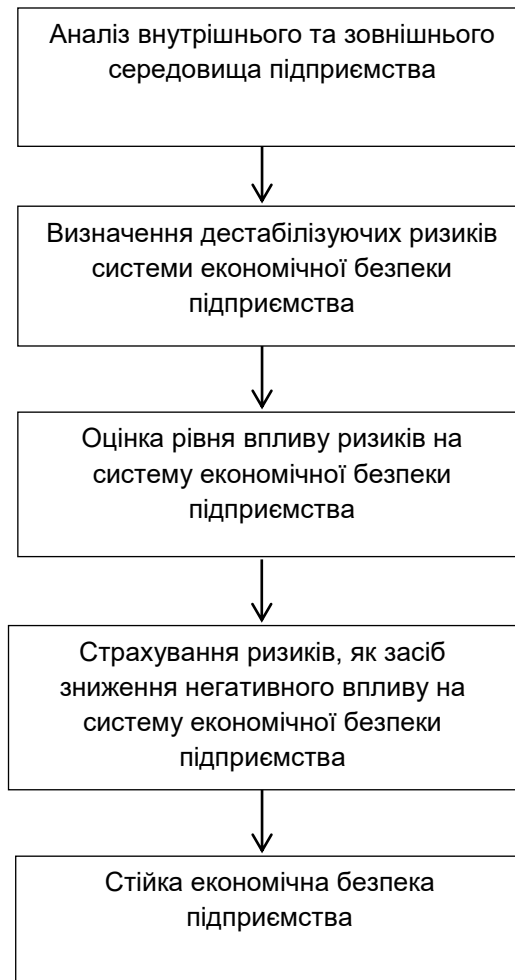 Аналіз внутрішнього та зовнішнього
середовища підприємства
Визначення дестабілізуючих ризиків
системи економічної безпеки
підприємства
Оцінка рівня впливу ризиків на
систему економічної безпеки
підприємства
Страхування ризиків, як засіб
зниження негативного впливу на
систему економічної безпеки
підприємства
Стійка економічна безпека
підприємства